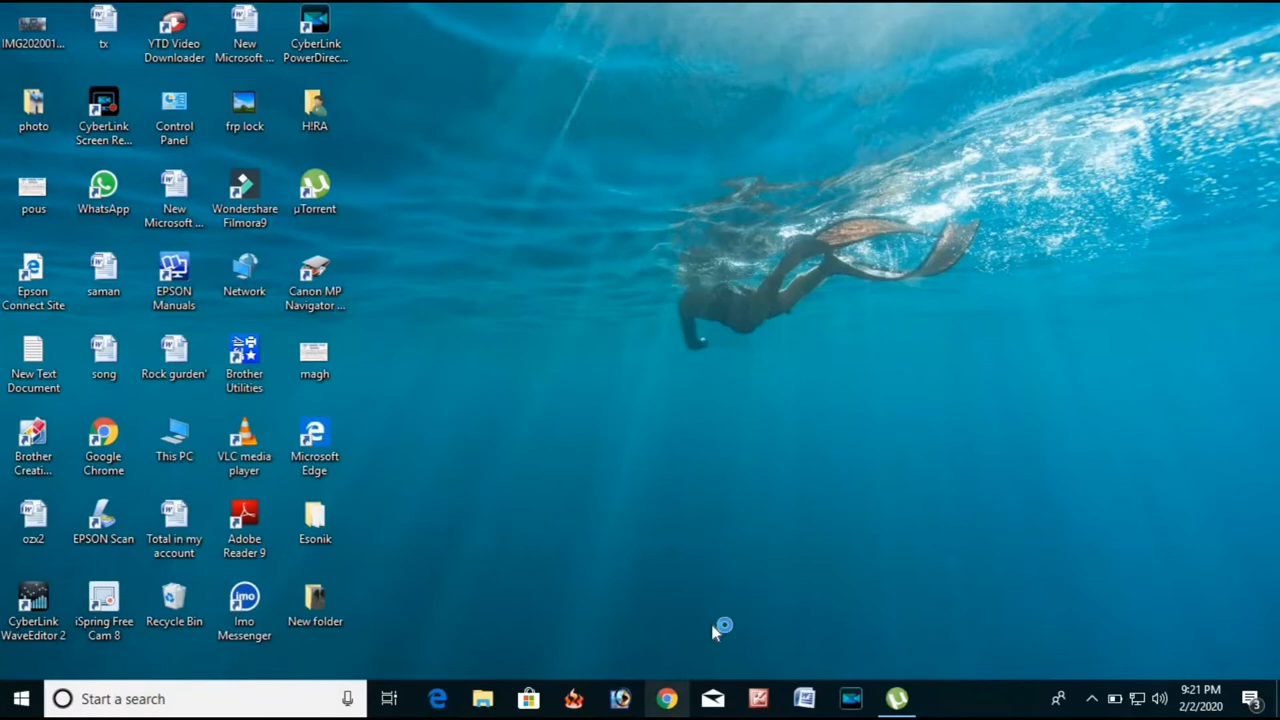 IMG202001...
tx
YTD Video
Downloader
New
Microsoft ...
CyberLink
PowerDirec...
photo
CyberLink
Screen Re...
Control
Panel
frp lock
H!RA
pous
WhatsApp
New
Microsoft ...
Wondershare
Filmora9
µTorrent
Epson
Connect Site
saman
EPSON
Manuals
Network
Canon MP
Navigator ...
New Text
Document
song
Rock gurden'
Brother
Utilities
magh
Brother
Creati...
Google
Chrome
This PC
VLC media
player
Microsoft
Edge
ozx2
EPSON Scan
Total in my
account
Adobe
Reader 9
Esonik
CyberLink
WaveEditor 2
iSpring Free
Cam 8
Recycle Bin
imo
Imo
Messenger
New folder
Start a search
9:21 PM
2/2/2020
3